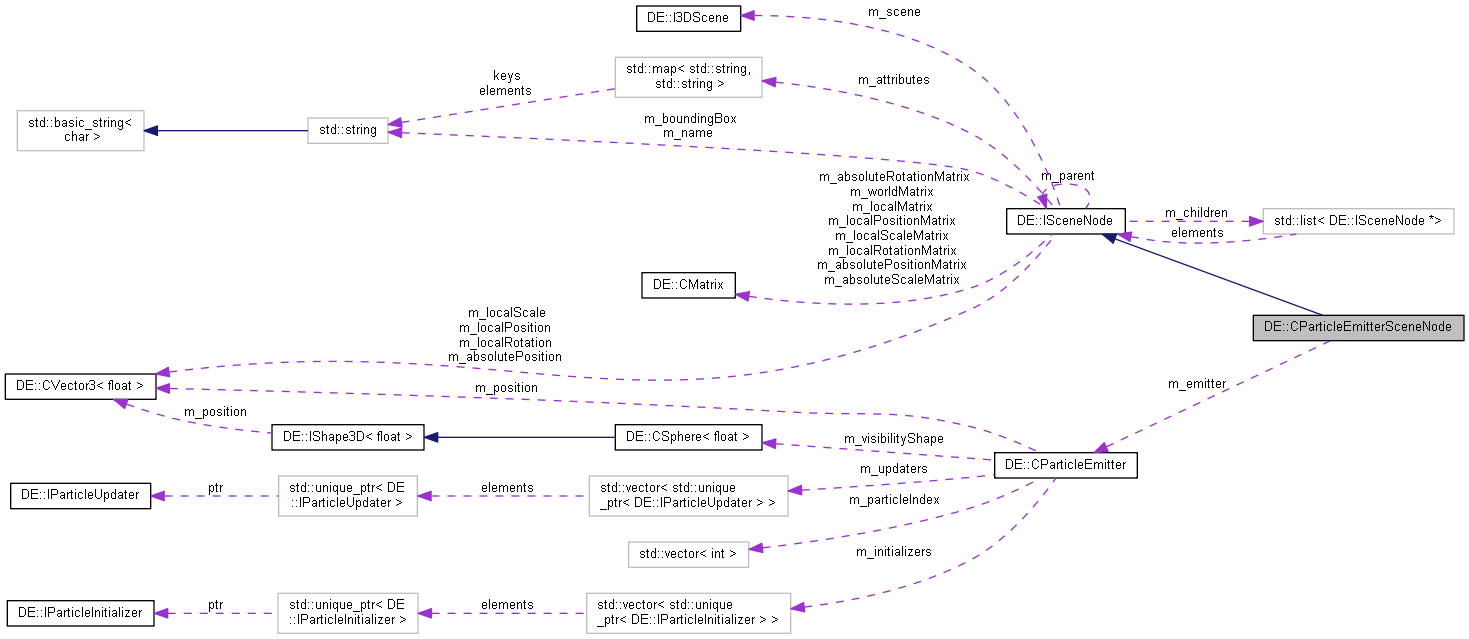 DE::I3DScene
m_scene
std::map< std::string,
std::string >
m_attributes
keys
elements
std::basic_string<
char >
std::string
m_boundingBox
m_name
m_parent
m_absoluteRotationMatrix
m_worldMatrix
m_localMatrix
m_localPositionMatrix
m_localScaleMatrix
m_localRotationMatrix
m_absolutePositionMatrix
m_absoluteScaleMatrix
DE::ISceneNode
m_children
elements
std::list< DE::ISceneNode *>
DE::CMatrix
DE::CParticleEmitterSceneNode
m_localScale
m_localPosition
m_localRotation
m_absolutePosition
DE::CVector3< float >
m_position
m_emitter
m_position
DE::IShape3D< float >
DE::CSphere< float >
m_visibilityShape
DE::CParticleEmitter
m_updaters
DE::IParticleUpdater
ptr
std::unique_ptr< DE
::IParticleUpdater >
elements
std::vector< std::unique
_ptr< DE::IParticleUpdater > >
m_particleIndex
std::vector< int >
m_initializers
DE::IParticleInitializer
ptr
std::unique_ptr< DE
::IParticleInitializer >
elements
std::vector< std::unique
_ptr< DE::IParticleInitializer > >